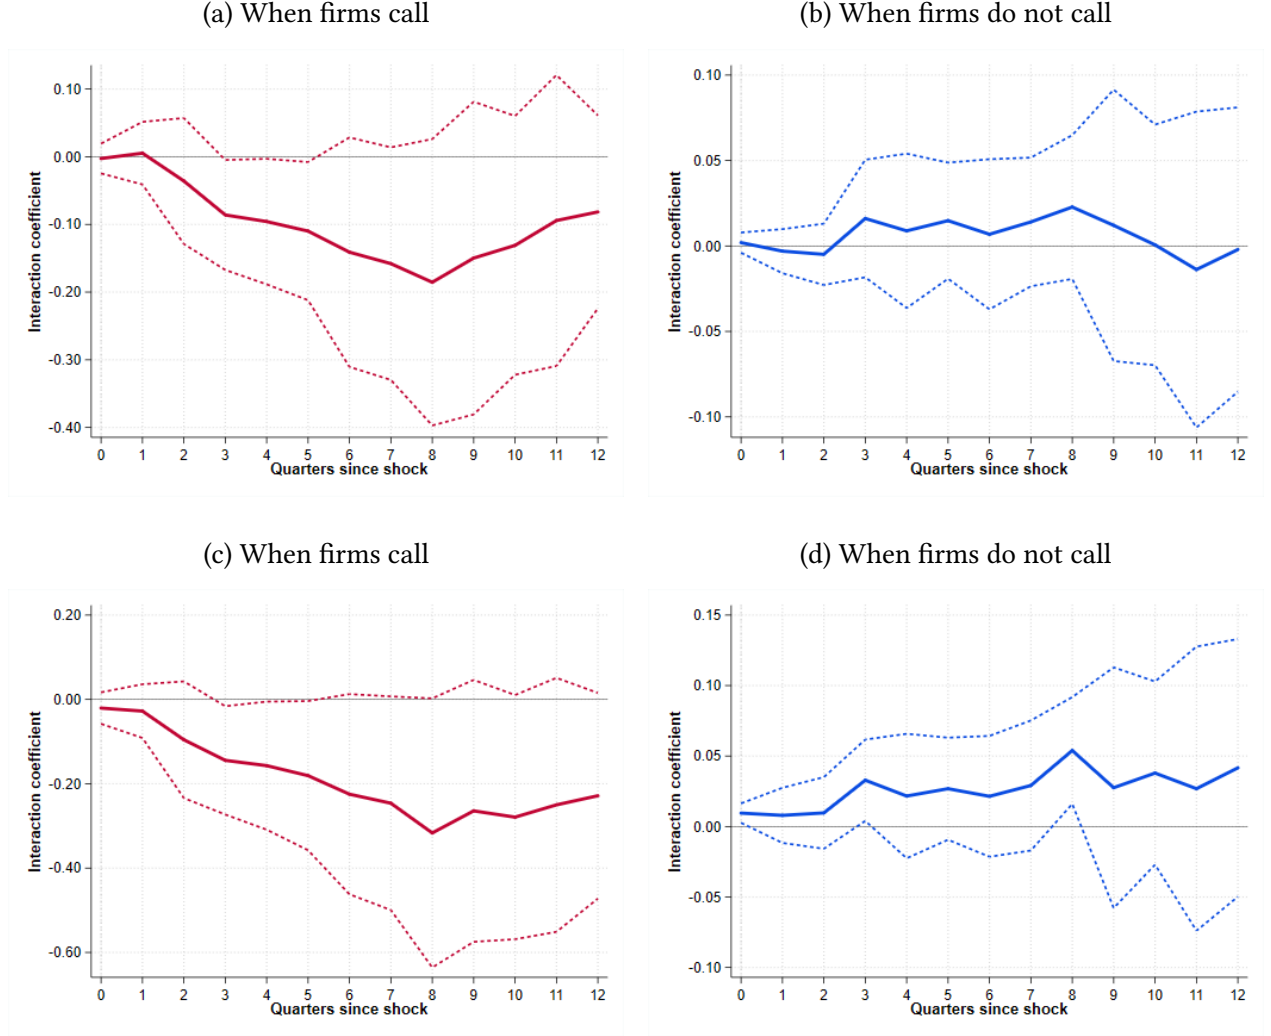 (a) When firms call
Interaction coefficient
0.10
0.00
-0.10
-0.20
-0.30
-0.40
0 1 2 3 4 5 6 7 8 9 10 11 12
Quarters since shock
(b) When firms do not call
Interaction coefficient
0.10
0.05
0.00
-0.05
-0.10
0 1 2 3 4 5 6 7 8 9 10 11 12
Quarters since shock
(c) When firms call
Interaction coefficient
0.20
0.00
-0.20
-0.40
-0.60
0 1 2 3 4 5 6 7 8 9 10 11 12
Quarters since shock
(d) When firms do not call
Interaction coefficient
0.15
0.10
0.05
0.00
-0.05
-0.10
0 1 2 3 4 5 6 7 8 9 10 11 12
Quarters since shock